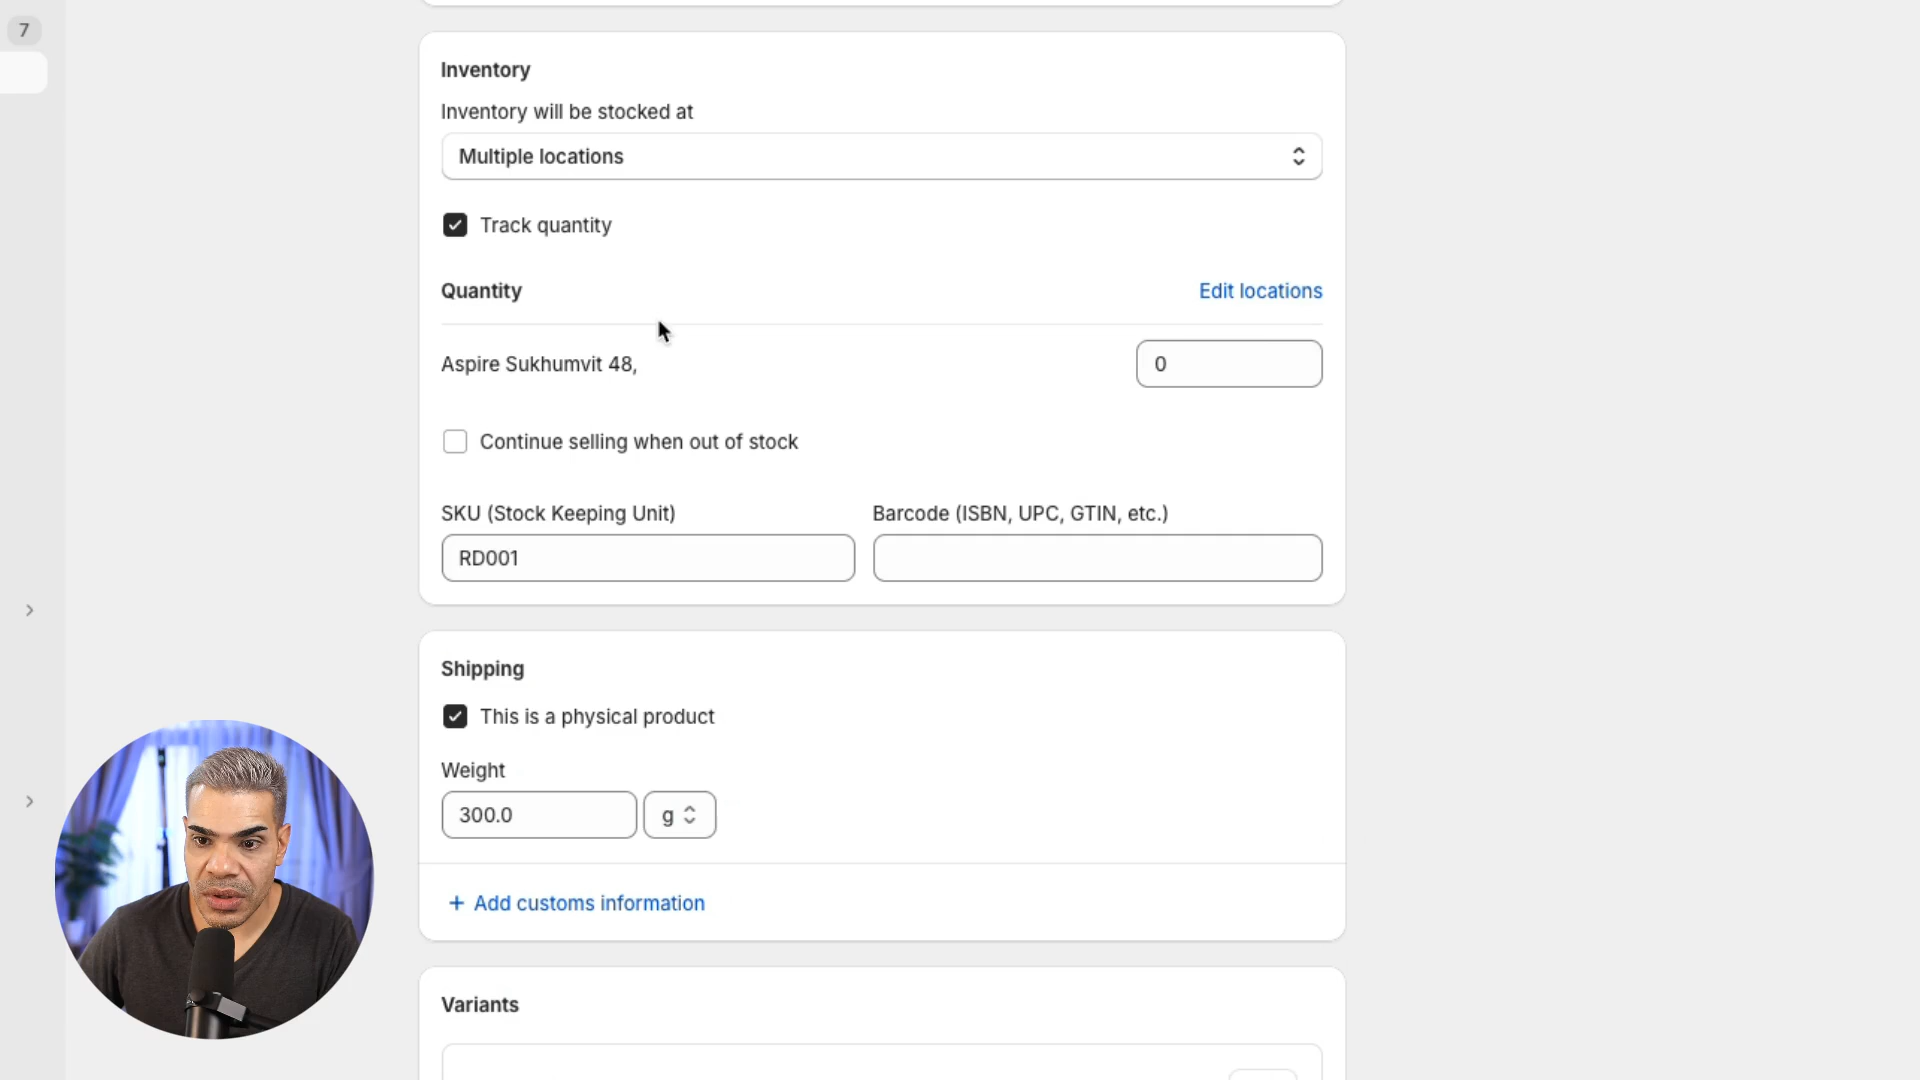 7
Inventory
Inventory will be stocked at
Multiple locations
Track quantity
Quantity
Edit locations
Aspire Sukhumvit 48,
0
Continue selling when out of stock
SKU (Stock Keeping Unit)
Barcode (ISBN, UPC, GTIN, etc.)
RD001
Shipping
This is a physical product
Weight
300.0
g
+ Add customs information
Variants